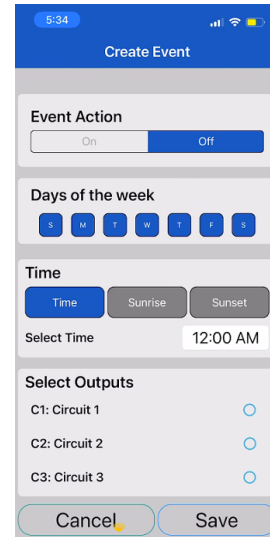 5:34
Create Event
Event Action
On Off
Days of the week
S M T W T F S
Time
Time Sunrise Sunset
Select Time 12:00 AM
Select Outputs
C1: Circuit 1
C2: Circuit 2
C3: Circuit 3
Cancel Save